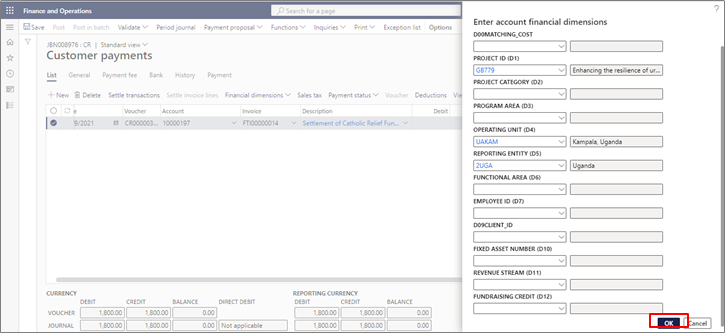 Finance and Operations
Search for a page
Save Post Post in batch Validate Period journal Payment proposal Functions Inquiries Print Exception list Options
JBN008976 : CR | Standard view
Customer payments
List General Payment fee Bank History Payment
New Delete Settle transactions Settle invoice lines Financial dimensions Sales tax Payment status Voucher Deductions
e Voucher Account Invoice Description Debit
9/2021 CR000003... 10000197 FTI00000014 Settlement of Catholic Relief Fun...
CURRENCY
DEBIT CREDIT BALANCE DIRECT DEBIT
VOUCHER 1,800.00 1,800.00 0.00
JOURNAL 1,800.00 1,800.00 0.00 Not applicable
REPORTING CURRENCY
DEBIT CREDIT BALANCE
1,800.00 1,800.00 0.00
1,800.00 1,800.00 0.00
?
Enter account financial dimensions
D00MATCHING_COST
PROJECT ID (D1)
GB779 Enhancing the resilience of ur...
PROJECT CATEGORY (D2)
PROGRAM AREA (D3)
OPERATING UNIT (D4)
UAKAM Kampala, Uganda
REPORTING ENTITY (D5)
2UGA Uganda
FUNCTIONAL AREA (D6)
EMPLOYEE ID (D7)
D09CLIENT_ID
FIXED ASSET NUMBER (D10)
REVENUE STREAM (D11)
FUNDRAISING CREDIT (D12)
OK Cancel